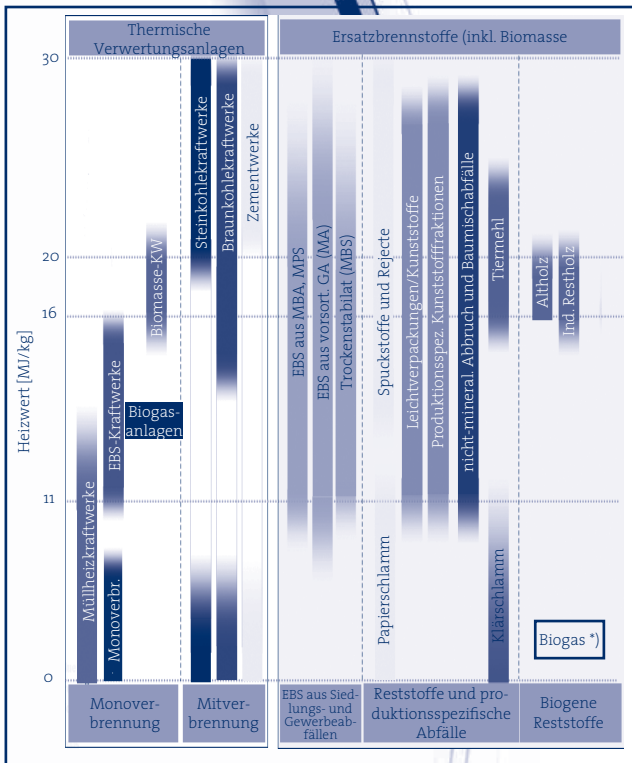 Thermische
Verwertungsanlagen
Ersatzbrennstoffe (inkl. Biomasse
30
20
16
11
0
Heizwert [MJ/kg]
Müllheizkraftwerke
EBS-Kraftwerke
Monoverbr.
Biogas-
anlagen
Biomasse-KW
Steinkohlekraftwerke
Braunkohlekraftwerke
Zementwerke
EBS aus MBA, MPS
EBS aus vorsort. GA (MA)
Trockenstabilat (MBS)
Spuckstoffe und Rejecte
Papierschlamm
Leichtverpackungen/Kunststoffe
Produktionsspez. Kunststofffraktionen
nicht-mineral. Abbruch und Baumischabfälle
Tiermehl
Klärschlamm
Altholz
Ind. Restholz
Biogas *)
Monover-
brennung
Mitver-
brennung
EBS aus Sied-
lungs- und
Gewerbeab-
fällen
Reststoffe und pro-
duktionsspezifische
Abfälle
Biogene
Reststoffe